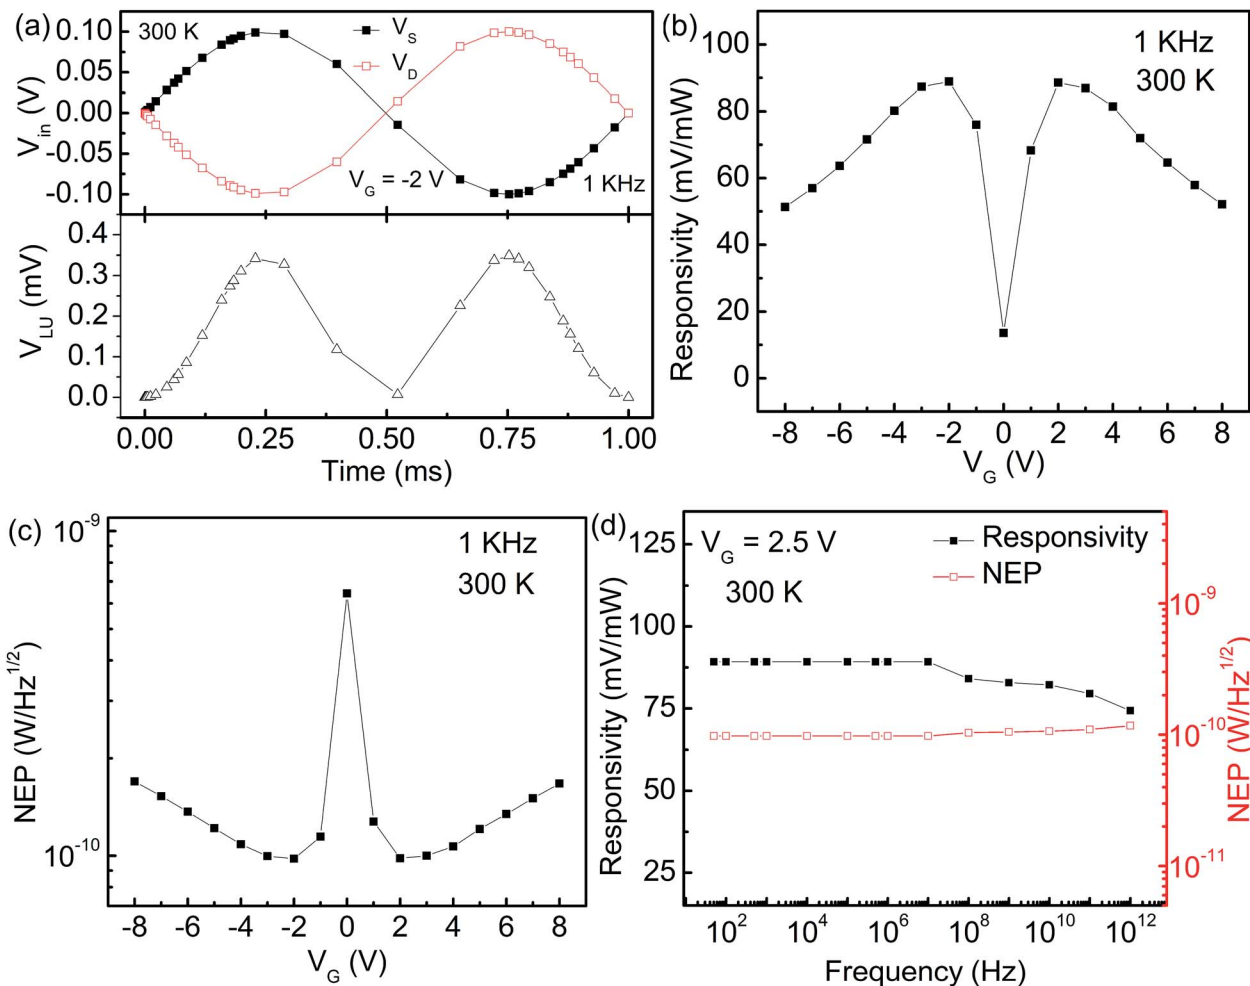 (a)
300 K
V_S
V_D
V_G = -2 V
1 KHz
V_in (V)
0.10
0.05
0.00
-0.05
-0.10
V_LU (mV)
0.4
0.3
0.2
0.1
0.0
0.00 0.25 0.50 0.75 1.00
Time (ms)
(b)
1 KHz
300 K
Responsivity (mV/mW)
100
80
60
40
20
0
-8 -6 -4 -2 0 2 4 6 8
V_G (V)
(c)
1 KHz
300 K
NEP (W/Hz^1/2)
10^-9
10^-10
-8 -6 -4 -2 0 2 4 6 8
V_G (V)
(d)
V_G = 2.5 V
300 K
Responsivity
NEP
Responsivity (mV/mW)
125
100
75
50
25
10^-9
10^-10
10^-11
NEP (W/Hz^1/2)
10^2 10^4 10^6 10^8 10^10 10^12
Frequency (Hz)